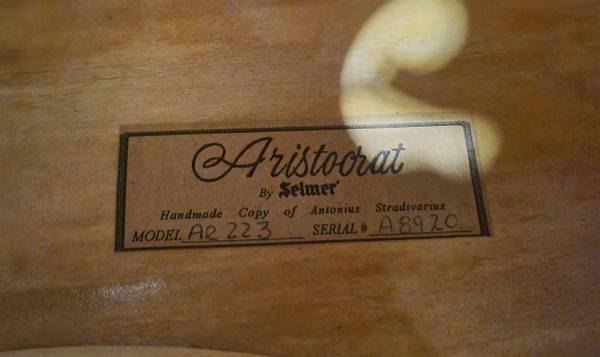 Aristocrat
By Selmer
Handmade Copy of Antonius Stradivarius
MODEL AR 223 SERIAL # A8920